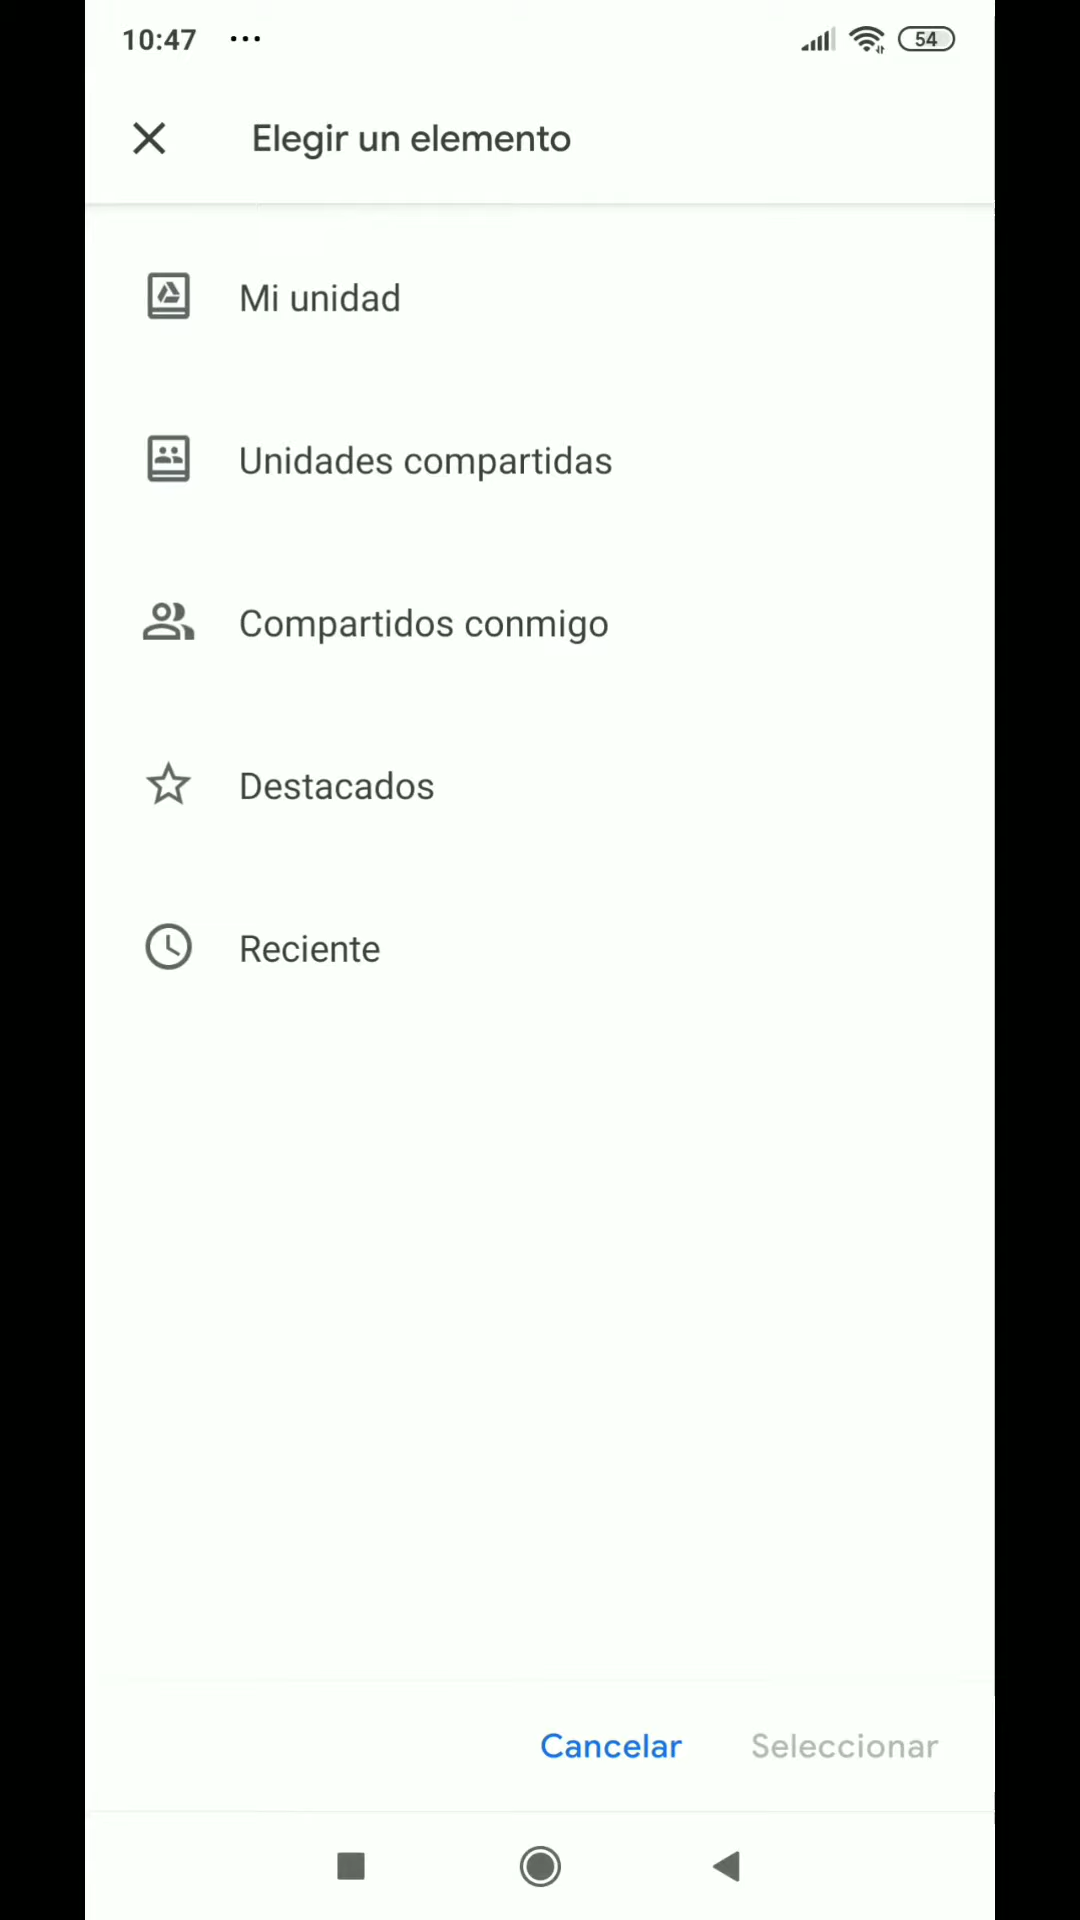 10:47 ... 54
Elegir un elemento
Mi unidad
Unidades compartidas
Compartidos conmigo
Destacados
Reciente
Cancelar Seleccionar